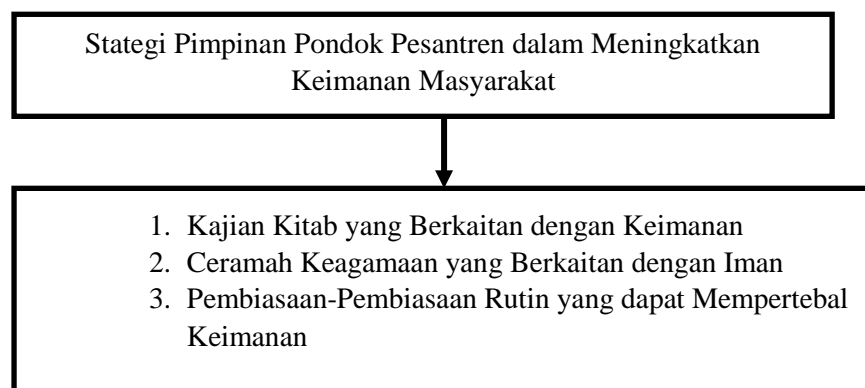 Stategi Pimpinan Pondok Pesantren dalam Meningkatkan
Keimanan Masyarakat
1. Kajian Kitab yang Berkaitan dengan Keimanan
2. Ceramah Keagamaan yang Berkaitan dengan Iman
3. Pembiasaan-Pembiasaan Rutin yang dapat Mempertebal
Keimanan